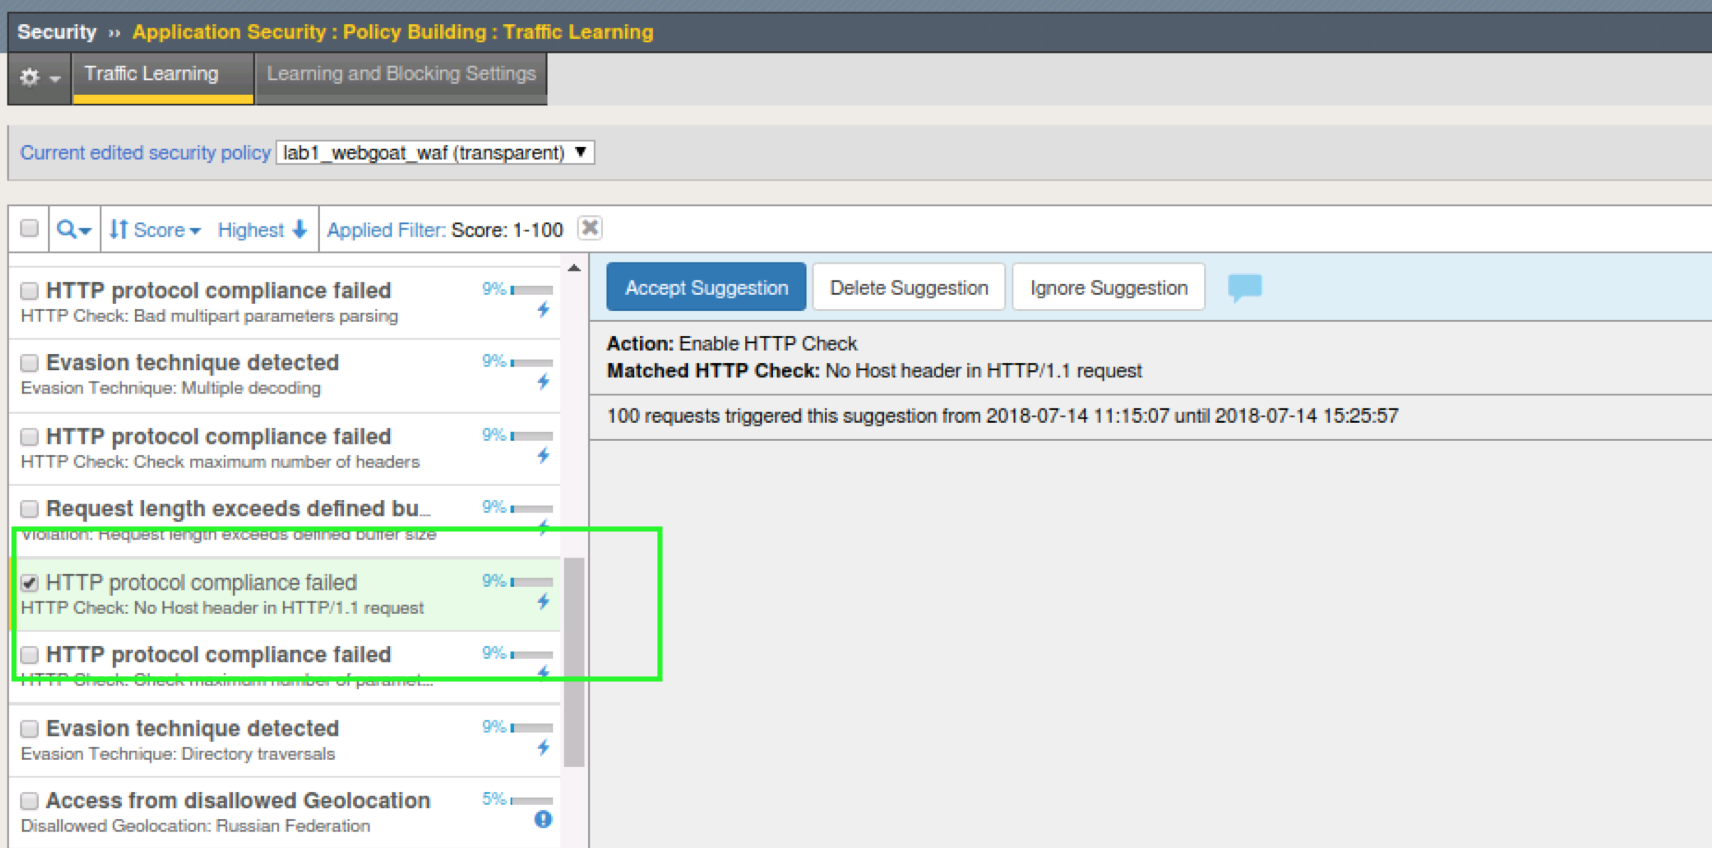 Security ›› Application Security : Policy Building : Traffic Learning
Traffic Learning
Learning and Blocking Settings
Current edited security policy lab1_webgoat_waf (transparent)
Score Highest Applied Filter: Score: 1-100
HTTP protocol compliance failed 9%
HTTP Check: Bad multipart parameters parsing
Evasion technique detected 9%
Evasion Technique: Multiple decoding
HTTP protocol compliance failed 9%
HTTP Check: Check maximum number of headers
Request length exceeds defined bu... 9%
Violation: Request length exceeds defined buffer size
HTTP protocol compliance failed 9%
HTTP Check: No Host header in HTTP/1.1 request
HTTP protocol compliance failed 9%
HTTP Check: Check maximum number of paramet...
Evasion technique detected 9%
Evasion Technique: Directory traversals
Access from disallowed Geolocation 5%
Disallowed Geolocation: Russian Federation
Accept Suggestion
Delete Suggestion
Ignore Suggestion
Action: Enable HTTP Check
Matched HTTP Check: No Host header in HTTP/1.1 request
100 requests triggered this suggestion from 2018-07-14 11:15:07 until 2018-07-14 15:25:57